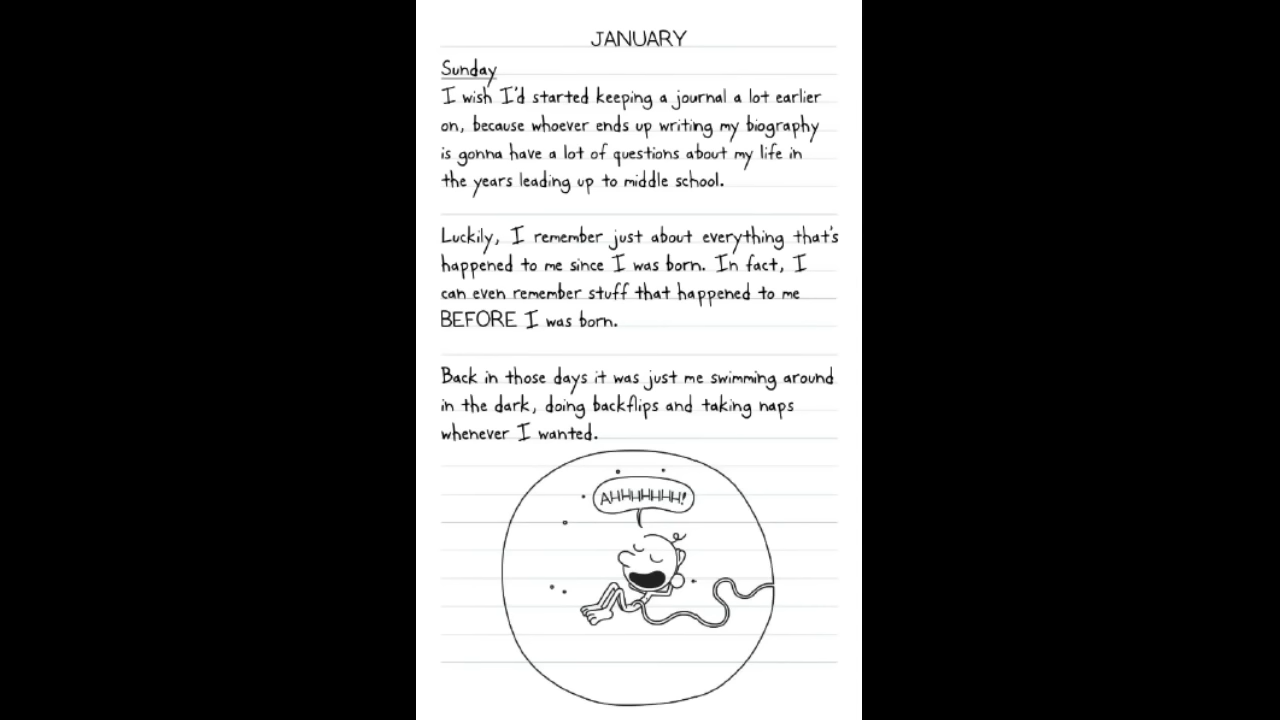 JANUARY
Sunday
I wish I'd started keeping a journal a lot earlier
on, because whoever ends up writing my biography
is gonna have a lot of questions about my life in
the years leading up to middle school.
Luckily, I remember just about everything that's
happened to me since I was born. In fact, I
can even remember stuff that happened to me
BEFORE I was born.
Back in those days it was just me swimming around
in the dark, doing backflips and taking naps
whenever I wanted.
AHHHHHHH!